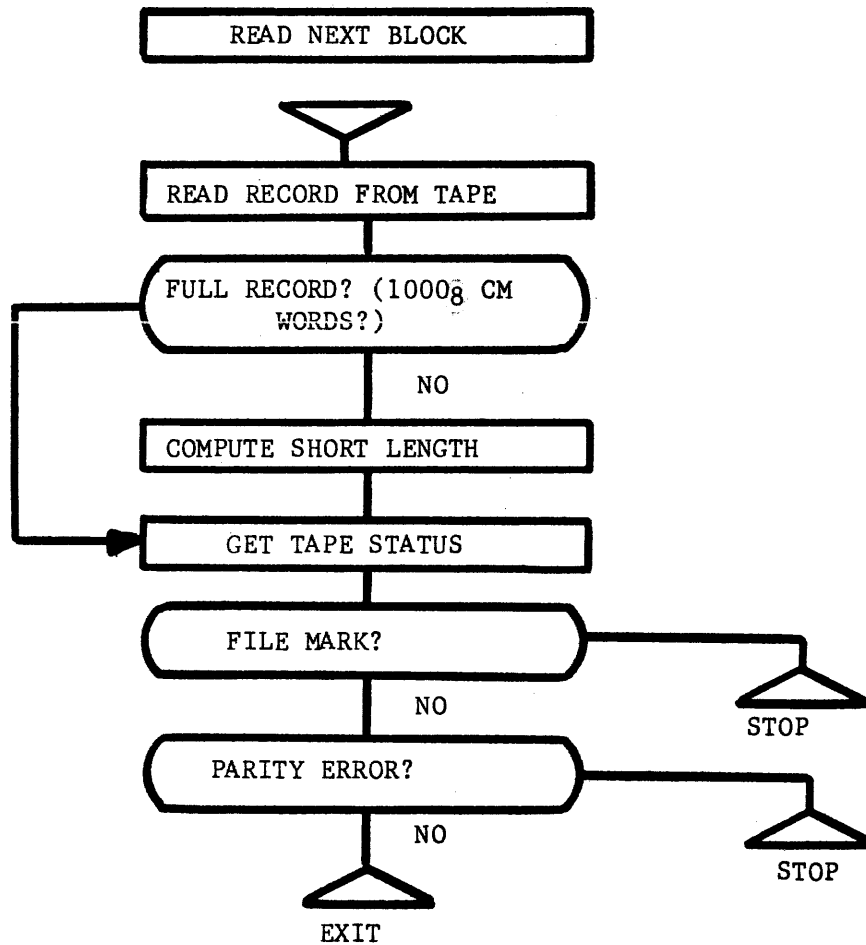 READ NEXT BLOCK
READ RECORD FROM TAPE
FULL RECORD? (1000₈ CM
WORDS?)
NO
COMPUTE SHORT LENGTH
GET TAPE STATUS
FILE MARK?
NO
STOP
PARITY ERROR?
NO
STOP
EXIT